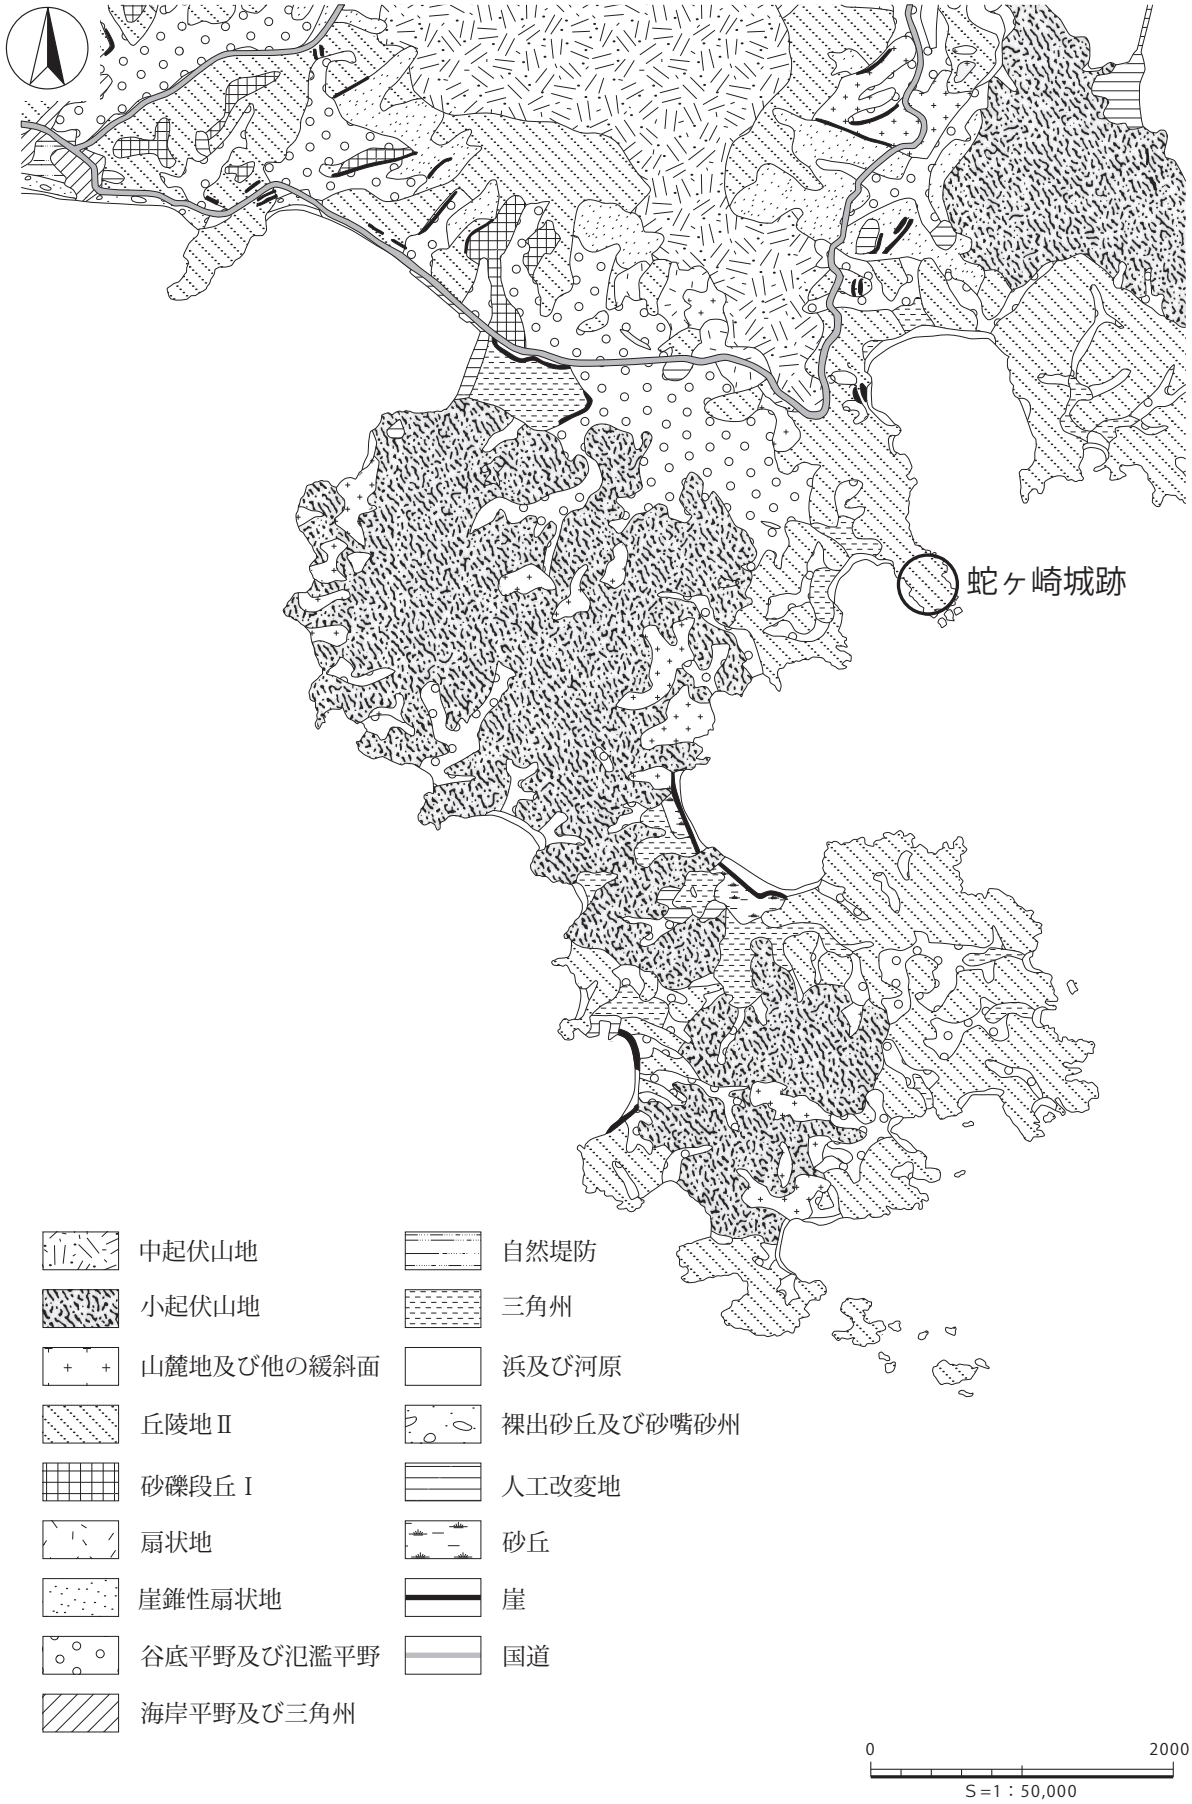 蛇ヶ崎城跡
中起伏山地
小起伏山地
山麓地及び他の緩斜面
丘陵地Ⅱ
砂礫段丘Ⅰ
扇状地
崖錐性扇状地
谷底平野及び氾濫平野
海岸平野及び三角州
自然堤防
三角州
浜及び河原
裸出砂丘及び砂嘴砂州
人工改変地
砂丘
崖
国道
0 2000
S=1：50,000